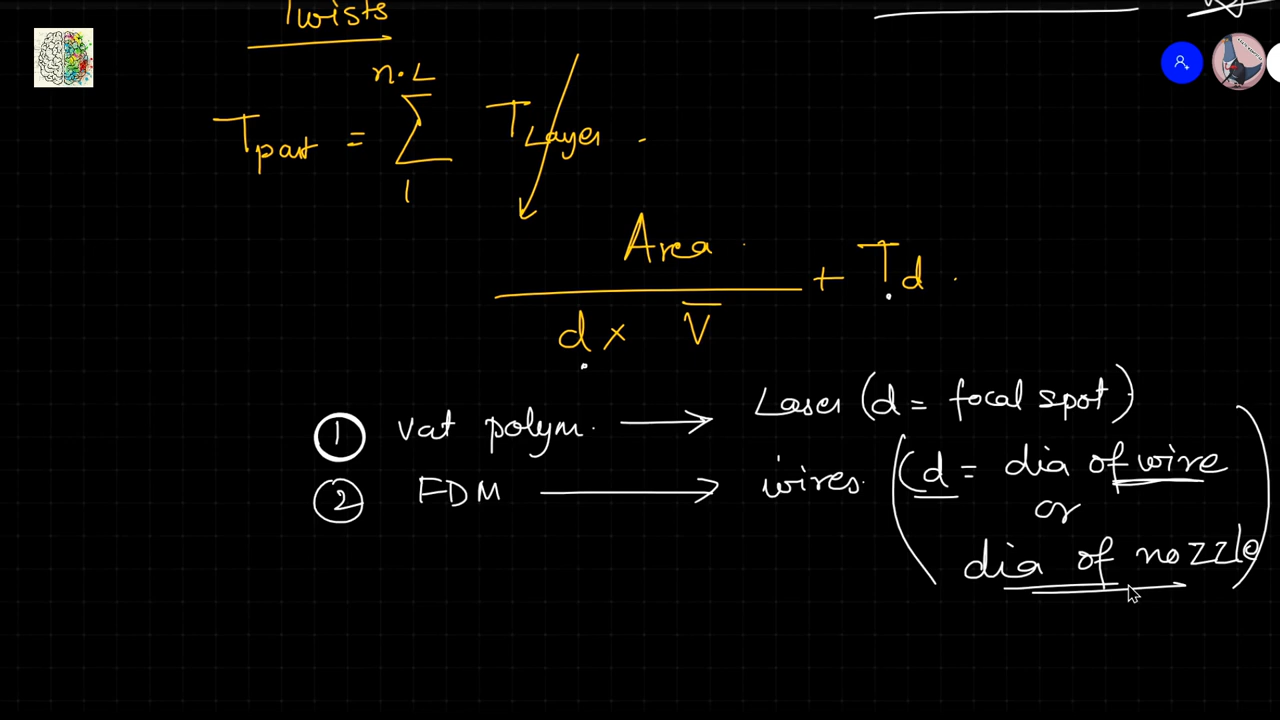 Twists
n.L
T_part = Σ T_Layer .
1
Area
+ T_d .
d × V̅
① vat polym. → Laser (d = focal spot)
② FDM → wires. (d = dia of wire
or
dia of nozzle)